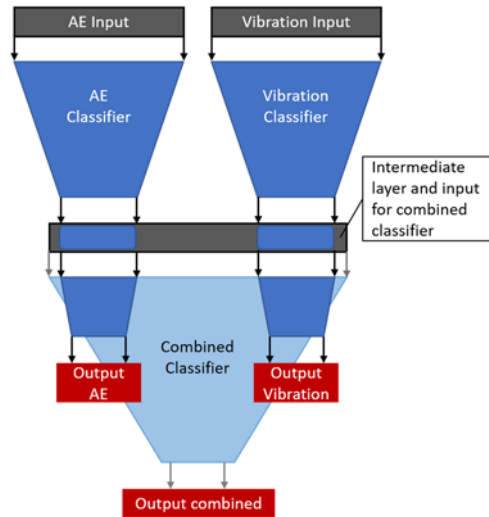 AE Input
Vibration Input
AE
Classifier
Vibration
Classifier
Intermediate
layer and input
for combined
classifier
Combined
Classifier
Output
AE
Output
Vibration
Output combined